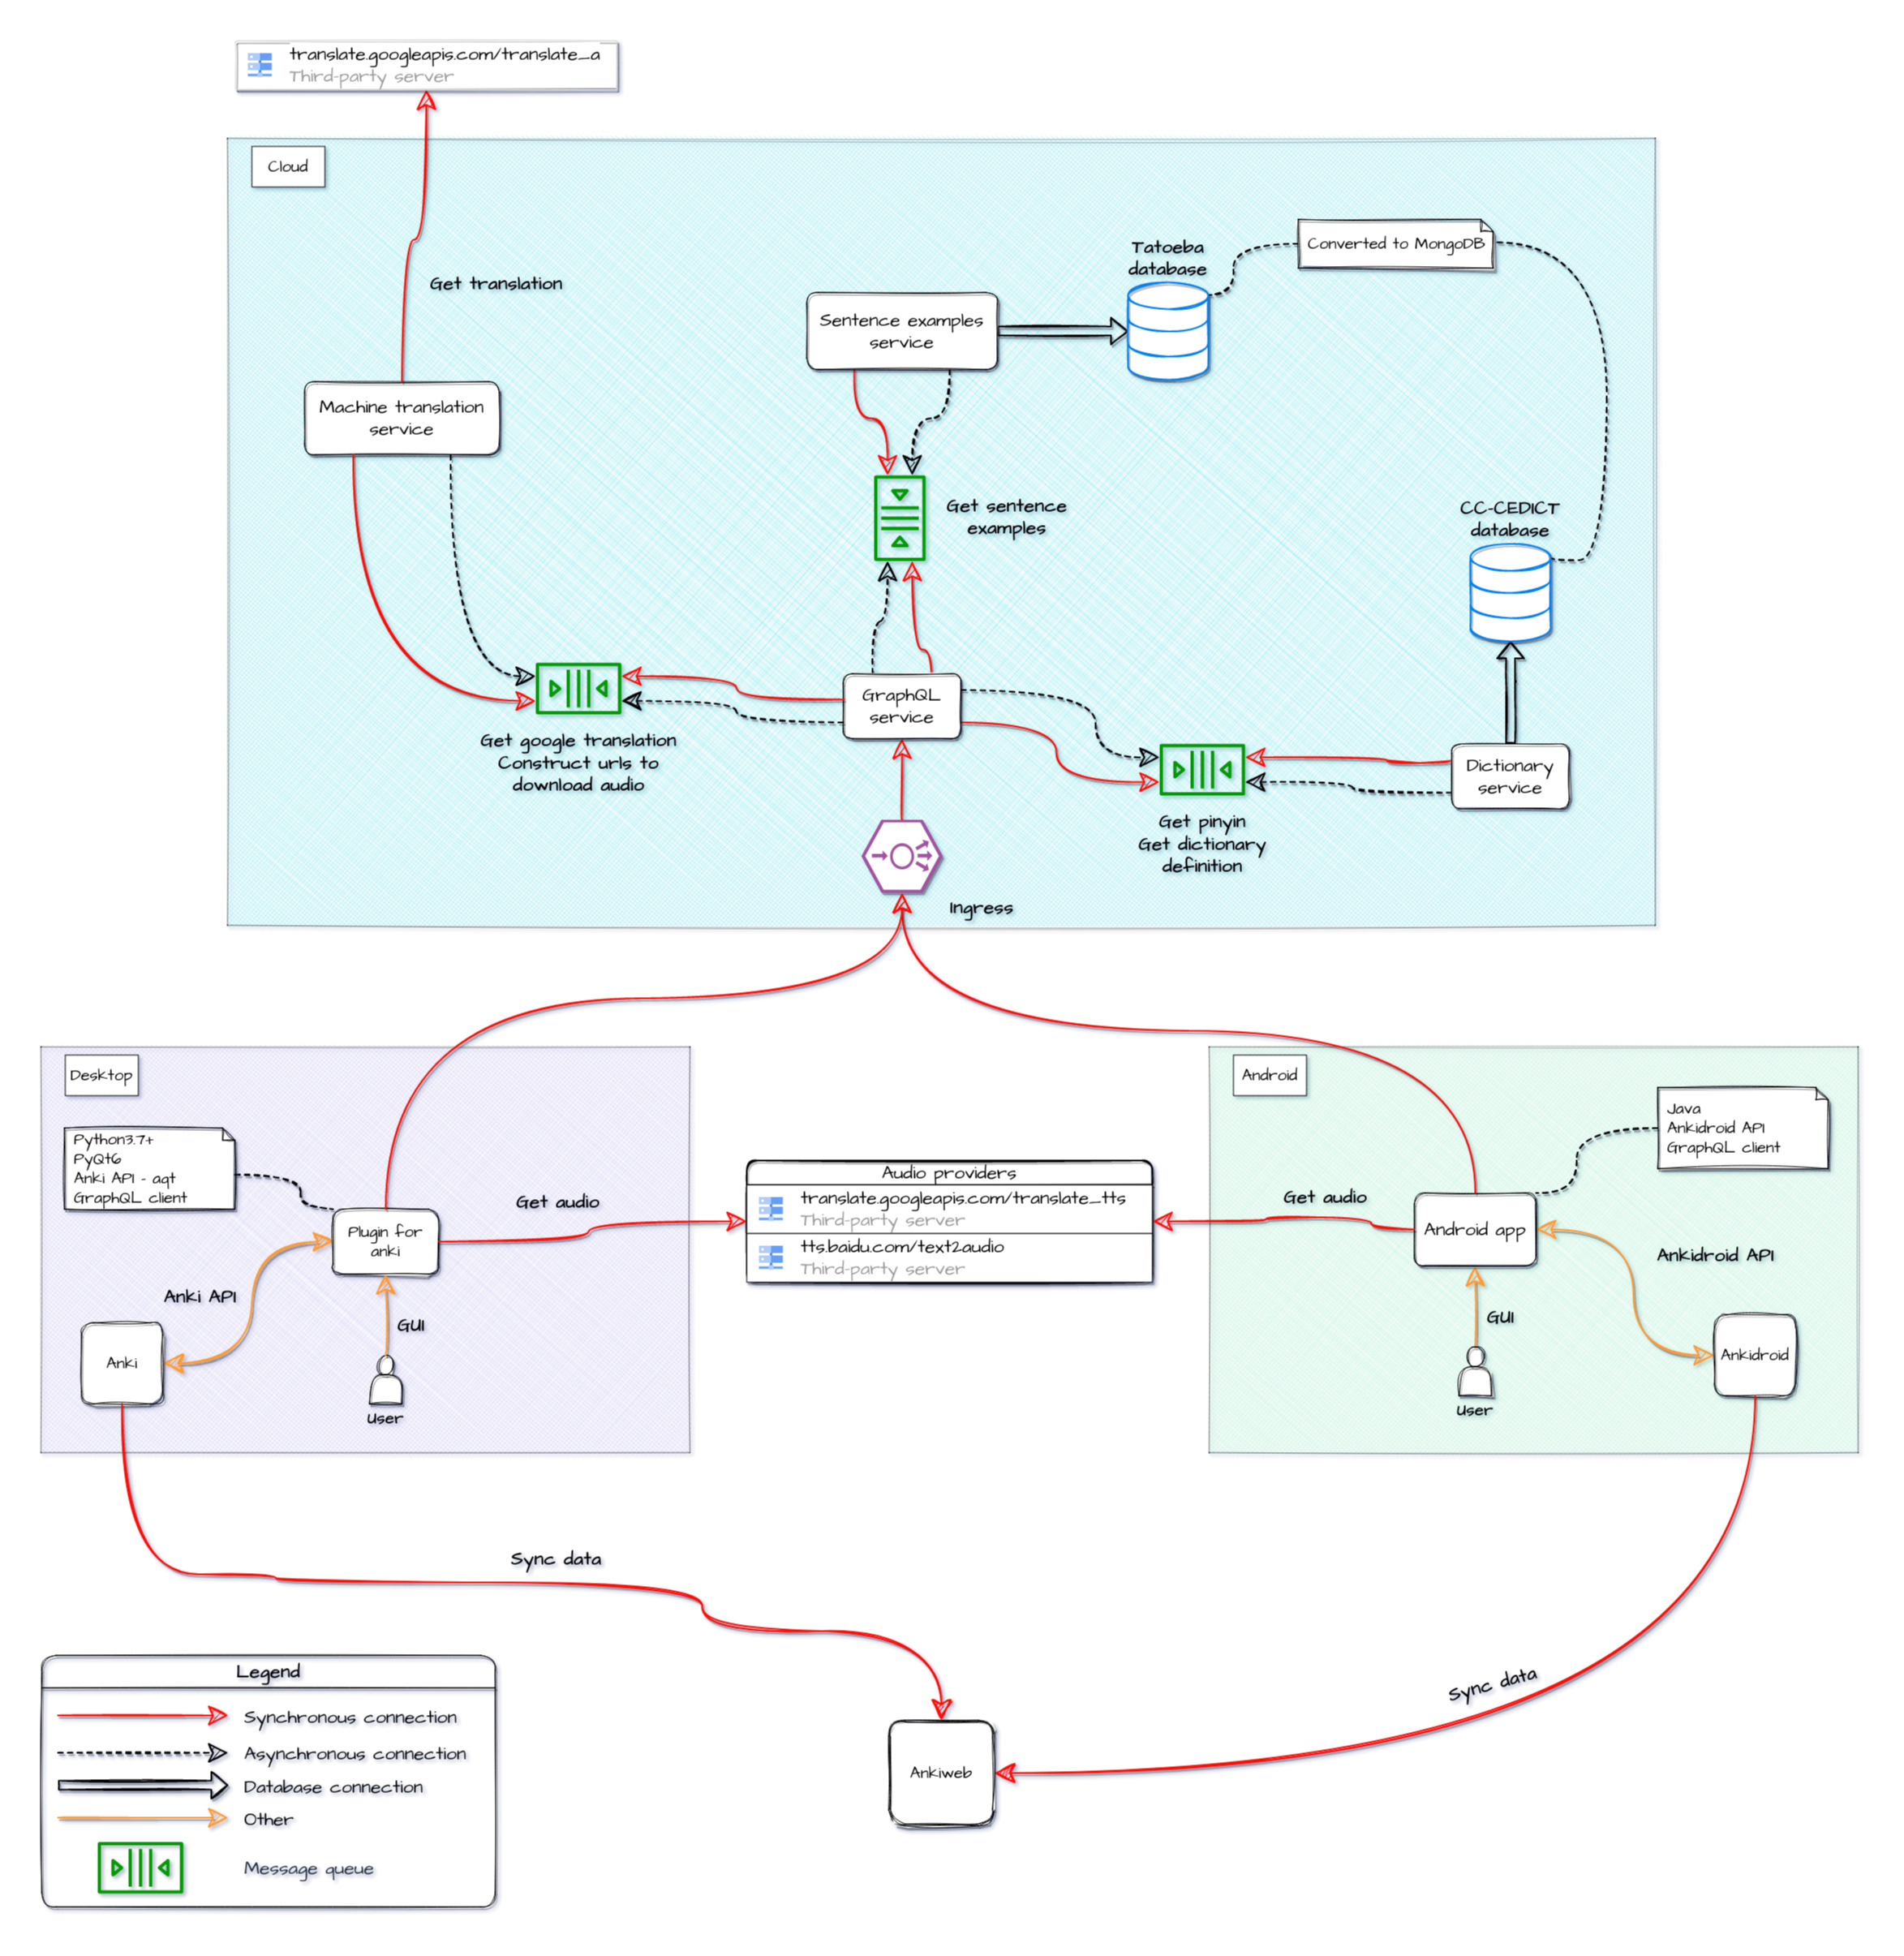 translate.googleapis.com/translate_a
Third-party server
Cloud
Get translation
Tatoeba
database
Converted to MongoDB
Sentence examples
service
Machine translation
service
Get sentence
examples
CC-CEDICT
database
GraphQL
service
Get google translation
Construct urls to
download audio
Dictionary
service
Get pinyin
Get dictionary
definition
Ingress
Desktop
Python3.7+
PyQt6
Anki API - aqt
GraphQL client
Plugin for
anki
Get audio
Anki API
GUI
Anki
User
Audio providers
translate.googleapis.com/translate_tts
Third-party server
tts.baidu.com/text2audio
Third-party server
Android
Java
Ankidroid API
GraphQL client
Get audio
Android app
Ankidroid API
GUI
Ankidroid
User
Sync data
Sync data
Ankiweb
Legend
Synchronous connection
Asynchronous connection
Database connection
Other
Message queue